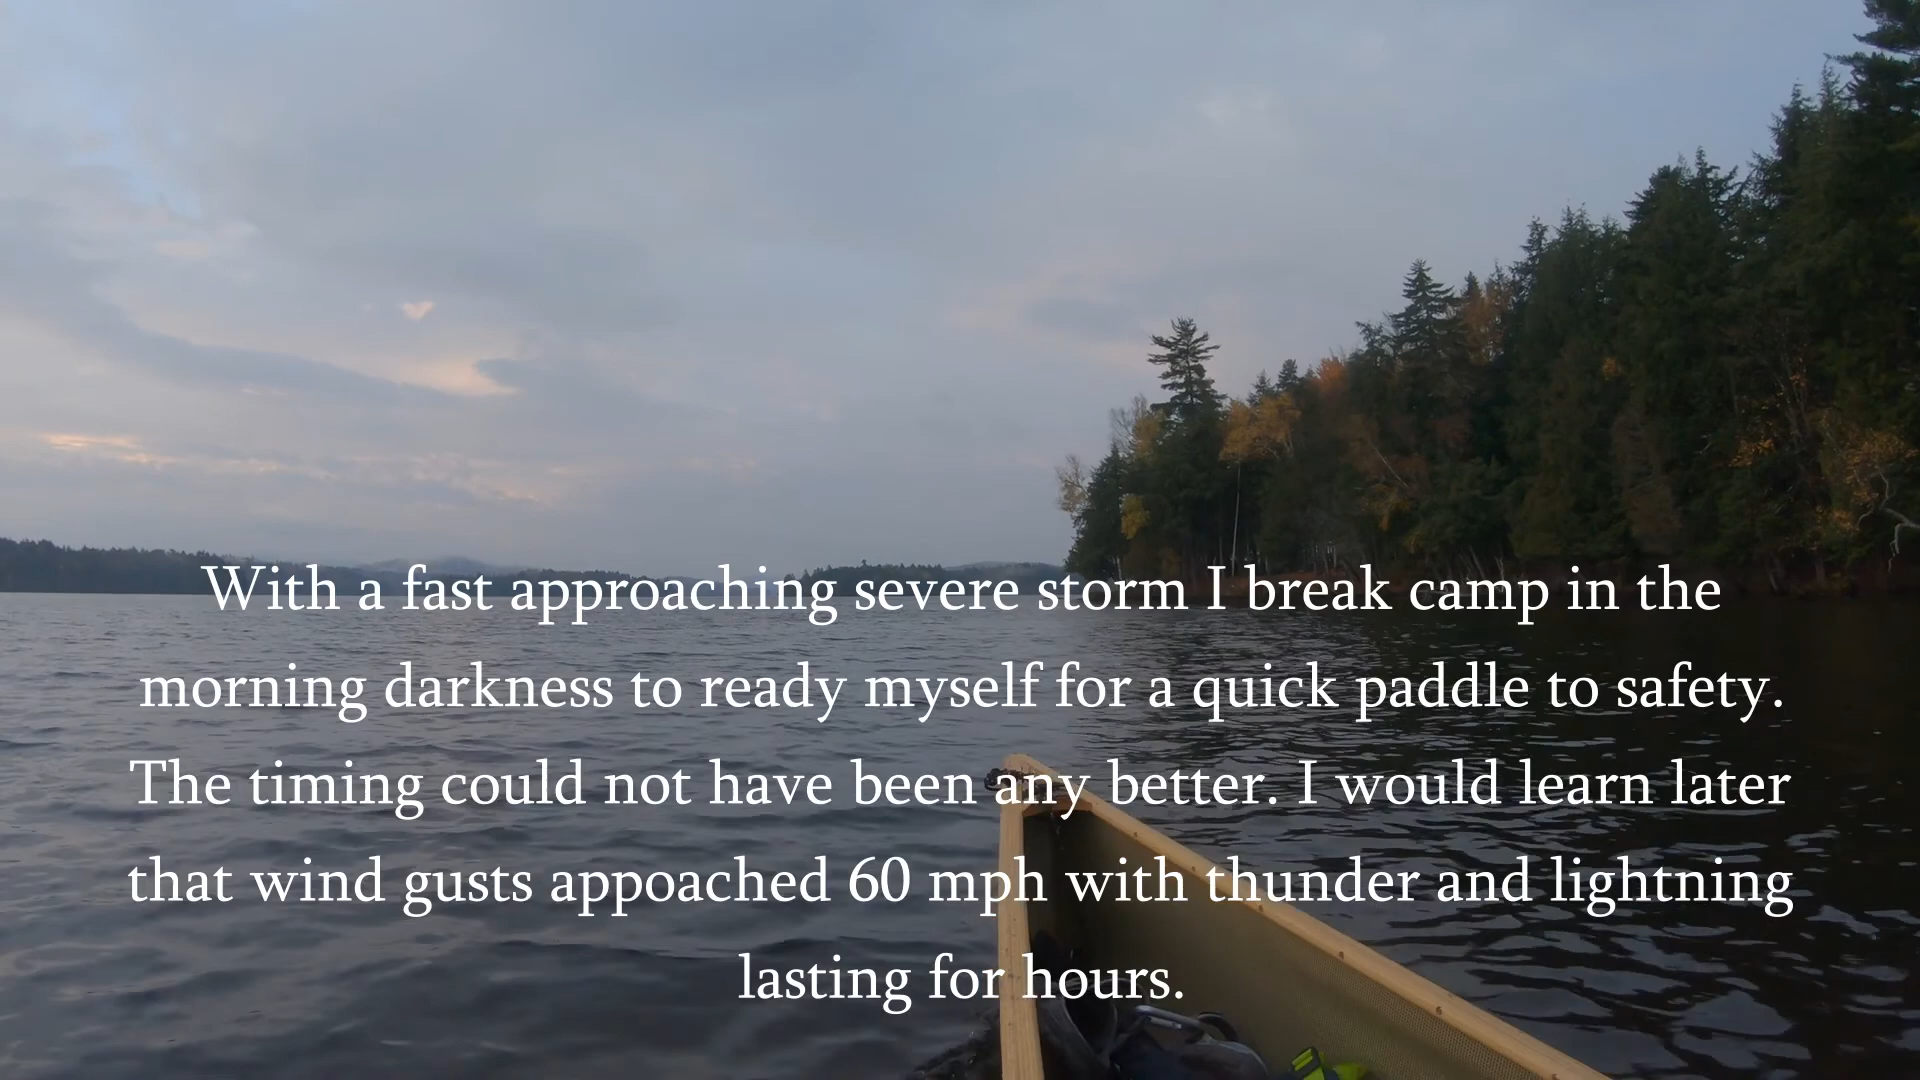 With a fast approaching severe storm I break camp in the
morning darkness to ready myself for a quick paddle to safety.
The timing could not have been any better. I would learn later
that wind gusts appoached 60 mph with thunder and lightning
lasting for hours.